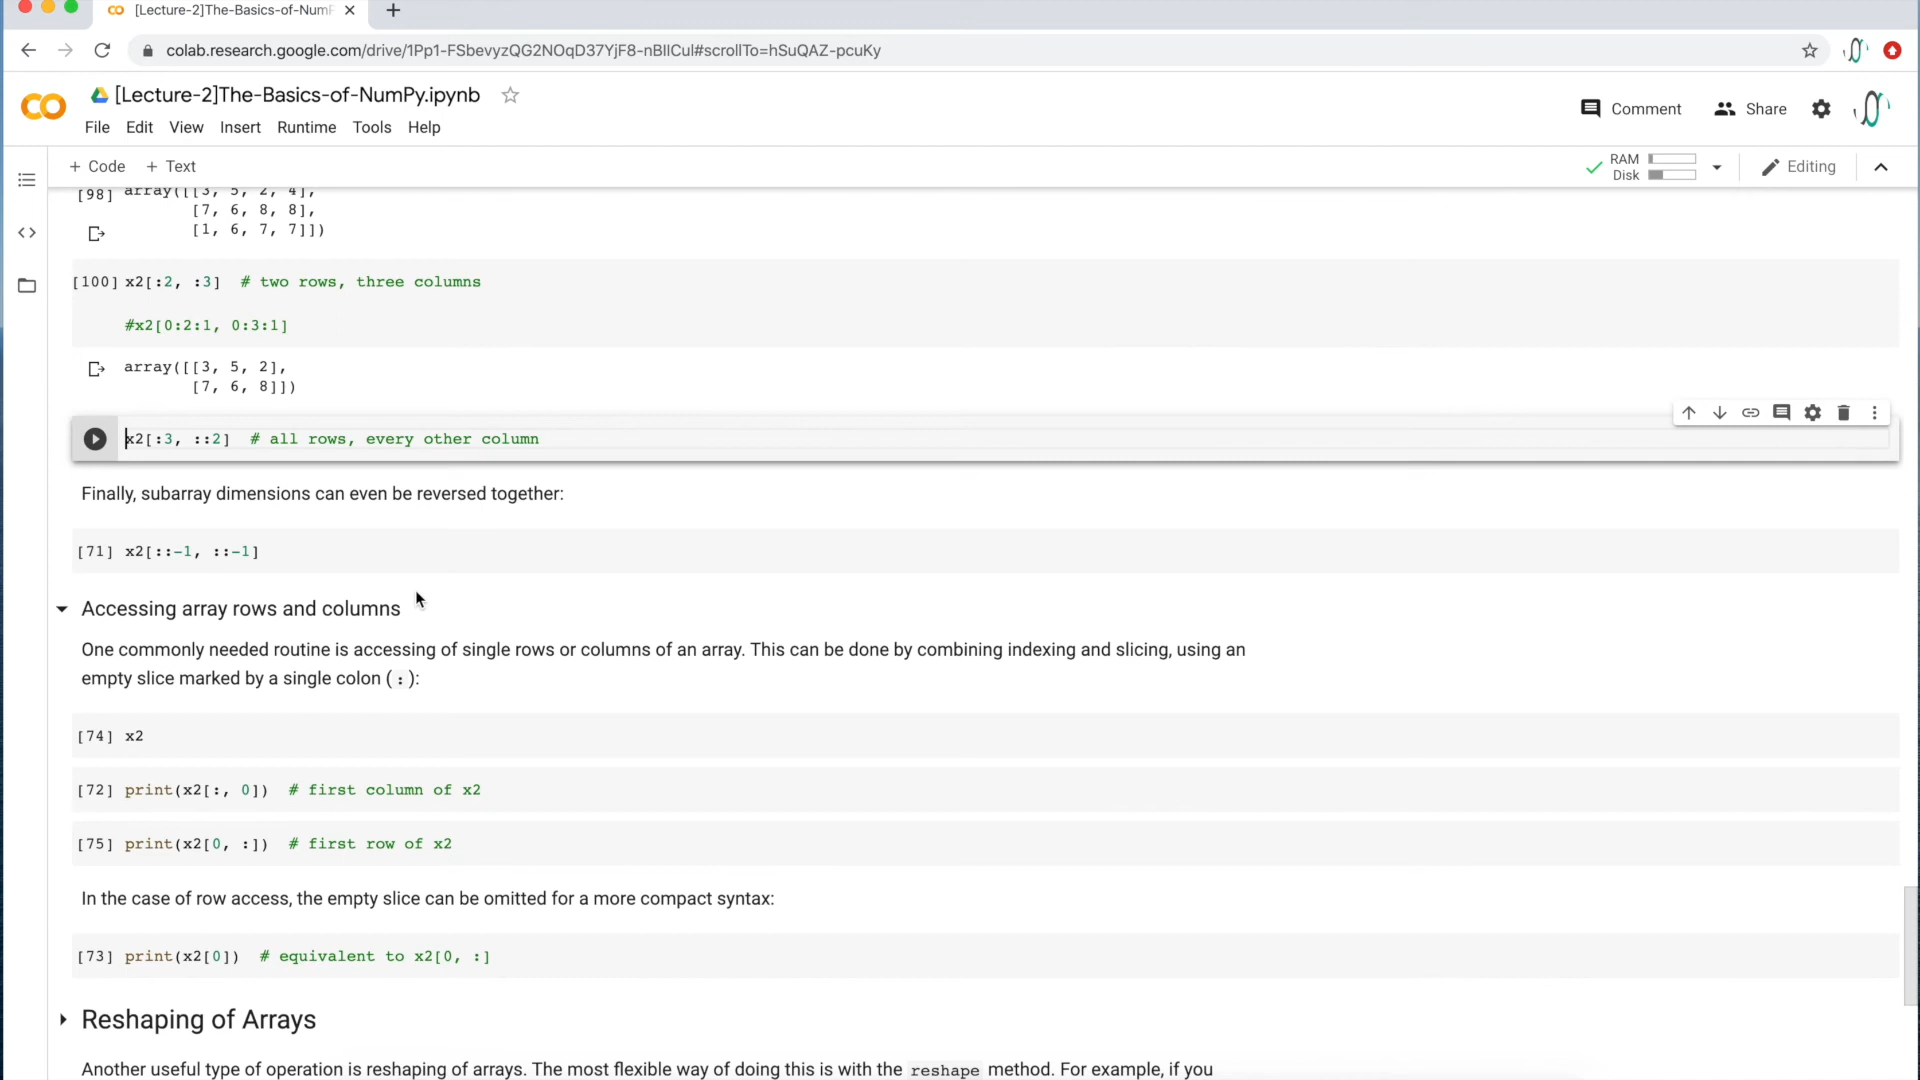 [Lecture-2]The-Basics-of-NumP
colab.research.google.com/drive/1Pp1-FSbevyzQG2NOqD37YjF8-nBIlCul#scrollTo=hSuQAZ-pcuKy
[Lecture-2]The-Basics-of-NumPy.ipynb
Comment Share
File Edit View Insert Runtime Tools Help
+ Code + Text RAM Disk Editing
[98] array([[3, 5, 2, 4],
[7, 6, 8, 8],
[1, 6, 7, 7]])
[100] x2[:2, :3]  # two rows, three columns
#x2[0:2:1, 0:3:1]
array([[3, 5, 2],
[7, 6, 8]])
x2[:3, ::2]  # all rows, every other column
Finally, subarray dimensions can even be reversed together:
[71] x2[::-1, ::-1]
Accessing array rows and columns
One commonly needed routine is accessing of single rows or columns of an array. This can be done by combining indexing and slicing, using an
empty slice marked by a single colon ( : ):
[74] x2
[72] print(x2[:, 0])  # first column of x2
[75] print(x2[0, :])  # first row of x2
In the case of row access, the empty slice can be omitted for a more compact syntax:
[73] print(x2[0])  # equivalent to x2[0, :]
Reshaping of Arrays
Another useful type of operation is reshaping of arrays. The most flexible way of doing this is with the reshape method. For example, if you